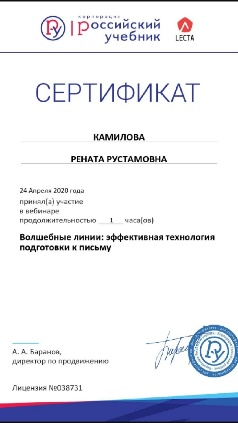 корпорация
российский
учебник
LECTA
СЕРТИФИКАТ
КАМИЛОВА
РЕНАТА РУСТАМОВНА
24 Апреля 2020 года
принял(а) участие
в вебинаре
продолжительностью 1 часа(ов)
Волшебные линии: эффективная технология
подготовки к письму
А. А. Баранов,
директор по продвижению
Лицензия №038731